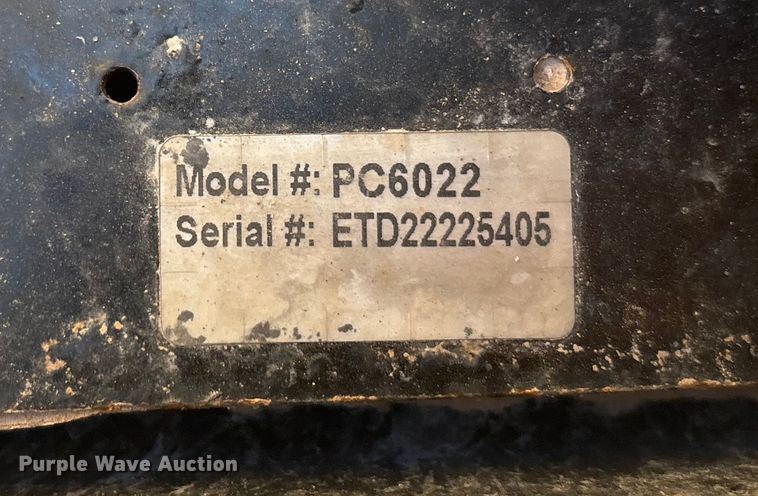 Model #: PC6022
Serial #: ETD22225405
Purple Wave Auction